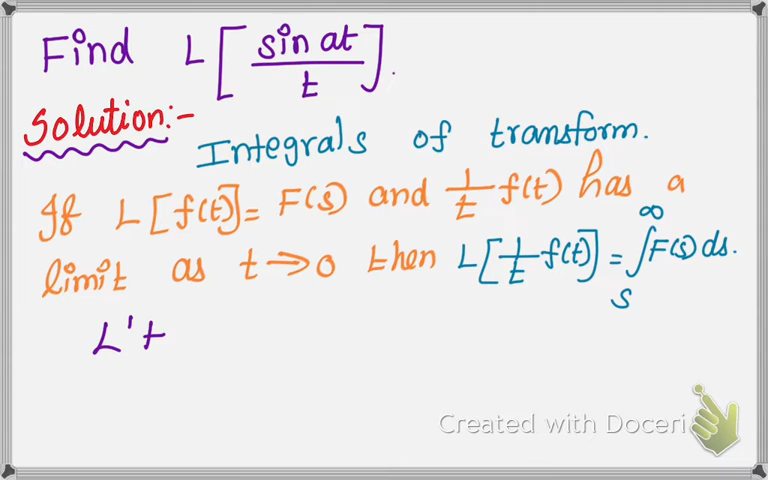 Find L[sin at / t].
Solution:-
Integrals of transform.
If L[f(t)] = F(s) and 1/t f(t) has a
limit as t→0 then L[1/t f(t)] = ∫_s^∞ F(s) ds.
L't
Created with Doceri